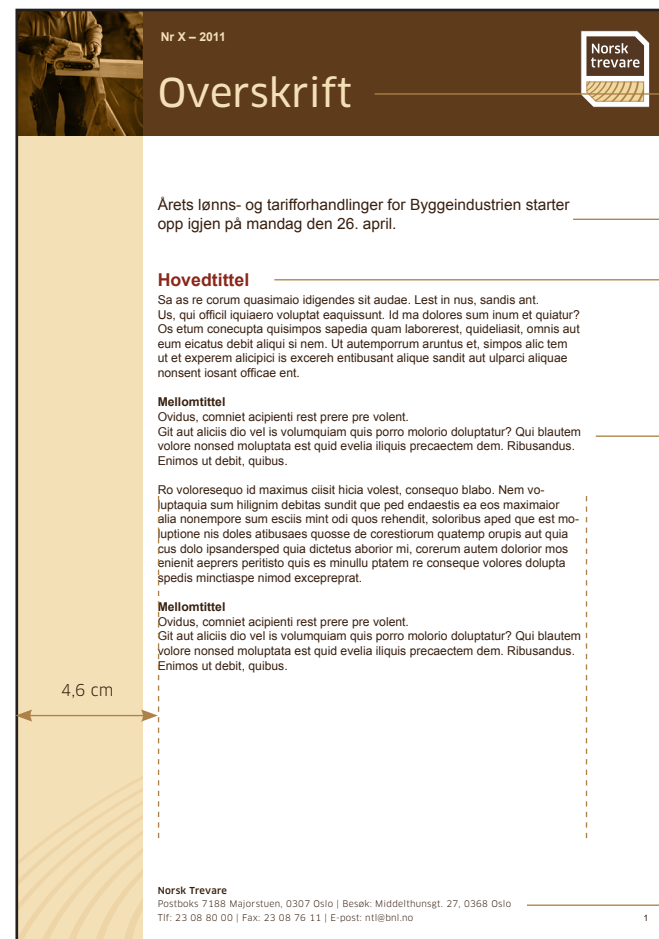 Nr X – 2011
Norsk
trevare
Overskrift
Årets lønns- og tarifforhandlinger for Byggeindustrien starter
opp igjen på mandag den 26. april.
Hovedtittel
Sa as re corum quasimaio idigendes sit audae. Lest in nus, sandis ant.
Us, qui officil iquiaero voluptat eaquissunt. Id ma dolores sum inum et quiatur?
Os etum conecupta quisimpos sapedia quam laborerest, quideliasit, omnis aut
eum eicatus debit aliqui si nem. Ut autemporrum aruntus et, simpos alic tem
ut et experem alicipici is excereh entibusant alique sandit aut ulparci aliquae
nonsent iosant officae ent.
Mellomtittel
Ovidus, comniet acipienti rest prere pre volent.
Git aut aliciis dio vel is volumquiam quis porro molorio doluptatur? Qui blautem
volore nonsed moluptata est quid evelia iliquis precaectem dem. Ribusandus.
Enimos ut debit, quibus.
Ro voloresequo id maximus ciisit hicia volest, consequo blabo. Nem vo-
luptaquia sum hilignim debitas sundit que ped endaestis ea eos maximaior
alia nonempore sum esciis mint odi quos rehendit, soloribus aped que est mo-
luptione nis doles atibusaes quosse de corestiorum quatemp orupis aut quia
cus dolo ipsandersped quia dictetus aborior mi, corerum autem dolorior mos
enienit aeprers peritisto quis es minullu ptatem re conseque volores dolupta
spedis minctiaspe nimod excepreprat.
Mellomtittel
Ovidus, comniet acipienti rest prere pre volent.
Git aut aliciis dio vel is volumquiam quis porro molorio doluptatur? Qui blautem
volore nonsed moluptata est quid evelia iliquis precaectem dem. Ribusandus.
Enimos ut debit, quibus.
4,6 cm
Norsk Trevare
Postboks 7188 Majorstuen, 0307 Oslo | Besøk: Middelthunsgt. 27, 0368 Oslo
Tlf: 23 08 80 00 | Fax: 23 08 76 11 | E-post: ntl@bnl.no
1